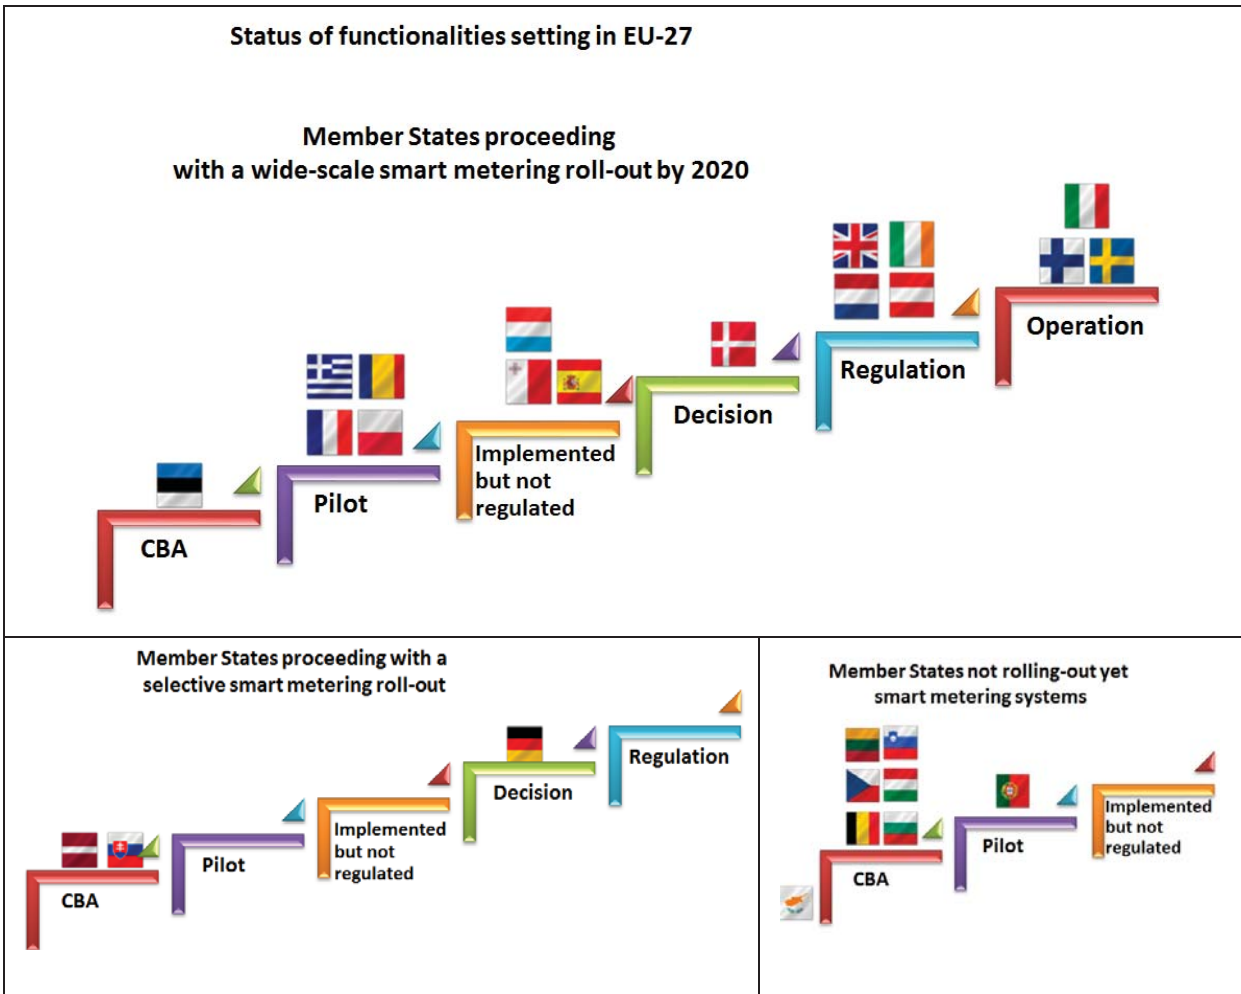 Status of functionalities setting in EU-27
Member States proceeding
with a wide-scale smart metering roll-out by 2020
Operation
Regulation
Decision
Implemented
but not
regulated
Pilot
CBA
Member States proceeding with a
selective smart metering roll-out
Regulation
Decision
Implemented
but not
regulated
Pilot
CBA
Member States not rolling-out yet
smart metering systems
Implemented
but not
regulated
Pilot
CBA